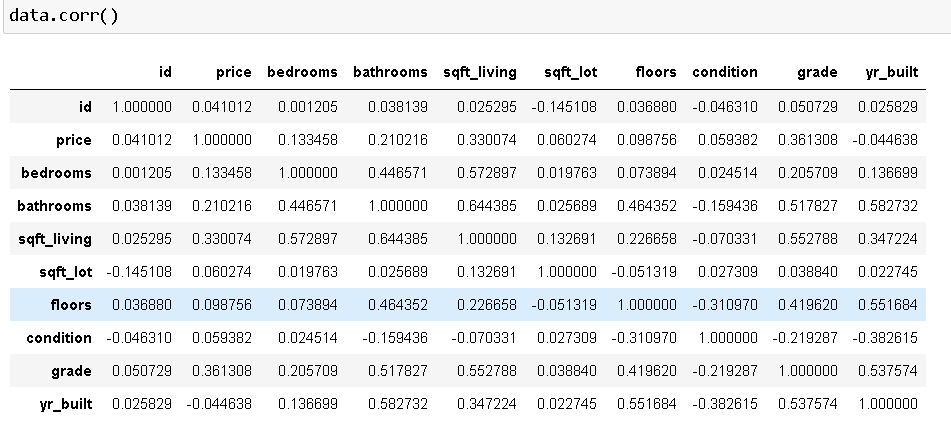 data.corr()
id price bedrooms bathrooms sqft_living sqft_lot floors condition grade yr_built
id 1.000000 0.041012 0.001205 0.038139 0.025295 -0.145108 0.036880 -0.046310 0.050729 0.025829
price 0.041012 1.000000 0.133458 0.210216 0.330074 0.060274 0.098756 0.059382 0.361308 -0.044638
bedrooms 0.001205 0.133458 1.000000 0.446571 0.572897 0.019763 0.073894 0.024514 0.205709 0.136699
bathrooms 0.038139 0.210216 0.446571 1.000000 0.644385 0.025689 0.464352 -0.159436 0.517827 0.582732
sqft_living 0.025295 0.330074 0.572897 0.644385 1.000000 0.132691 0.226658 -0.070331 0.552788 0.347224
sqft_lot -0.145108 0.060274 0.019763 0.025689 0.132691 1.000000 -0.051319 0.027309 0.038840 0.022745
floors 0.036880 0.098756 0.073894 0.464352 0.226658 -0.051319 1.000000 -0.310970 0.419620 0.551684
condition -0.046310 0.059382 0.024514 -0.159436 -0.070331 0.027309 -0.310970 1.000000 -0.219287 -0.382615
grade 0.050729 0.361308 0.205709 0.517827 0.552788 0.038840 0.419620 -0.219287 1.000000 0.537574
yr_built 0.025829 -0.044638 0.136699 0.582732 0.347224 0.022745 0.551684 -0.382615 0.537574 1.000000